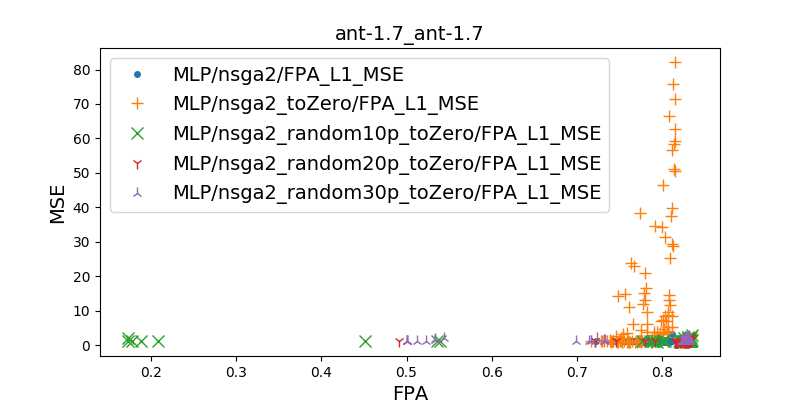 ant-1.7_ant-1.7
MLP/nsga2/FPA_L1_MSE
MLP/nsga2_toZero/FPA_L1_MSE
MLP/nsga2_random10p_toZero/FPA_L1_MSE
MLP/nsga2_random20p_toZero/FPA_L1_MSE
MLP/nsga2_random30p_toZero/FPA_L1_MSE
MSE
80
70
60
50
40
30
20
10
0
0.2 0.3 0.4 0.5 0.6 0.7 0.8
FPA